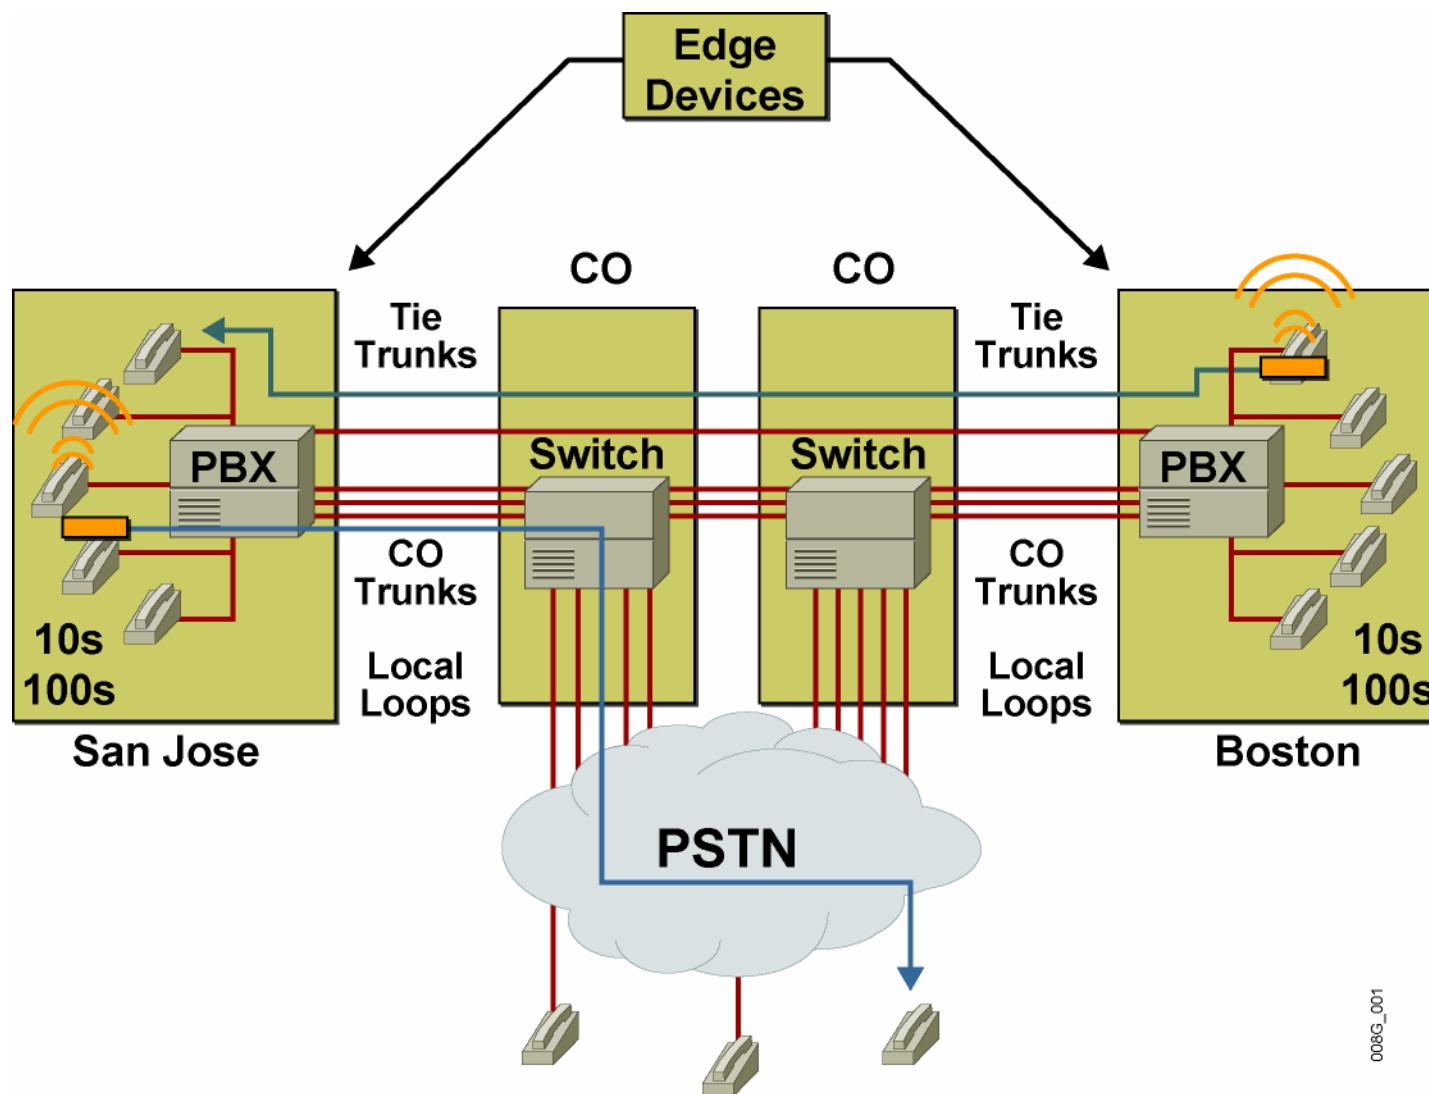 Edge
Devices
CO
CO
Tie
Trunks
Tie
Trunks
Switch
Switch
PBX
PBX
CO
Trunks
CO
Trunks
10s
100s
10s
100s
Local
Loops
Local
Loops
San Jose
Boston
PSTN
008G_001